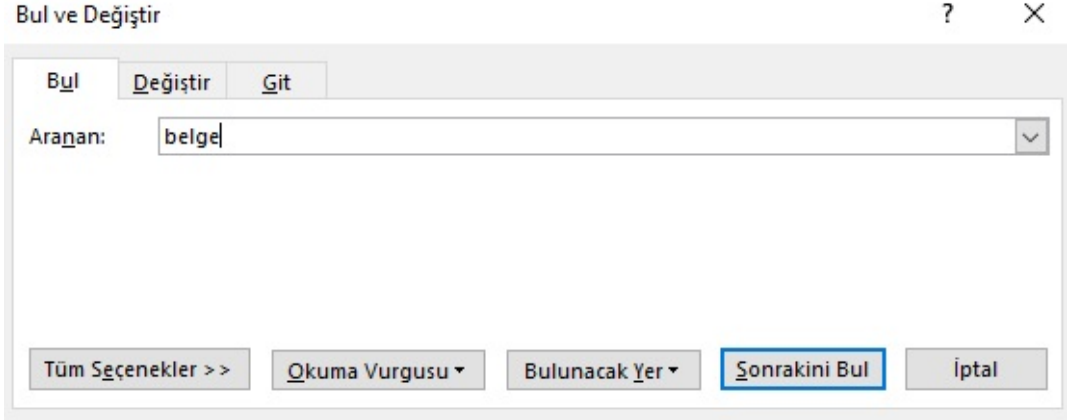 Bul ve Değiştir ? ×
Bul Değiştir Git
Aranan: belge
Tüm Seçenekler >> Okuma Vurgusu Bulunacak Yer Sonrakini Bul İptal